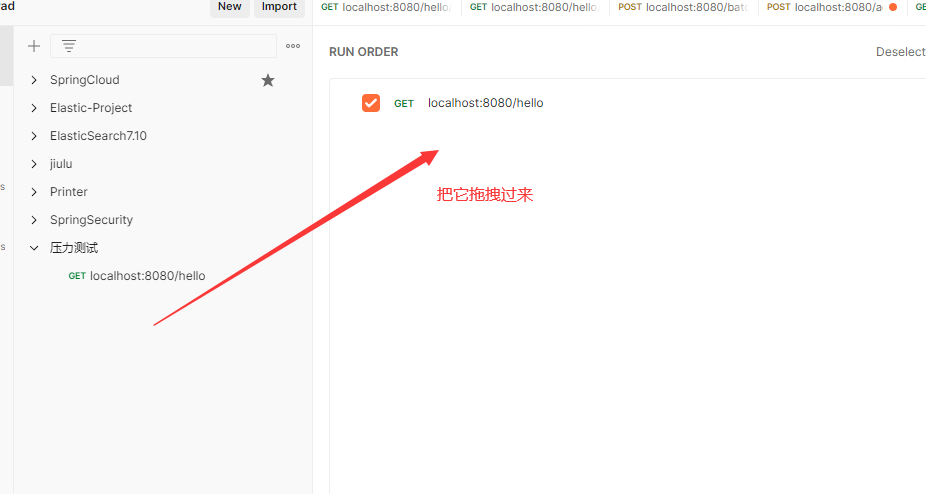 ad
New
Import
GET localhost:8080/hello
GET localhost:8080/hello
POST localhost:8080/bat
POST localhost:8080/a
GE
RUN ORDER
Deselect
SpringCloud
Elastic-Project
ElasticSearch7.10
jiulu
Printer
SpringSecurity
压力测试
GET localhost:8080/hello
s
s
GET localhost:8080/hello
把它拖拽过来